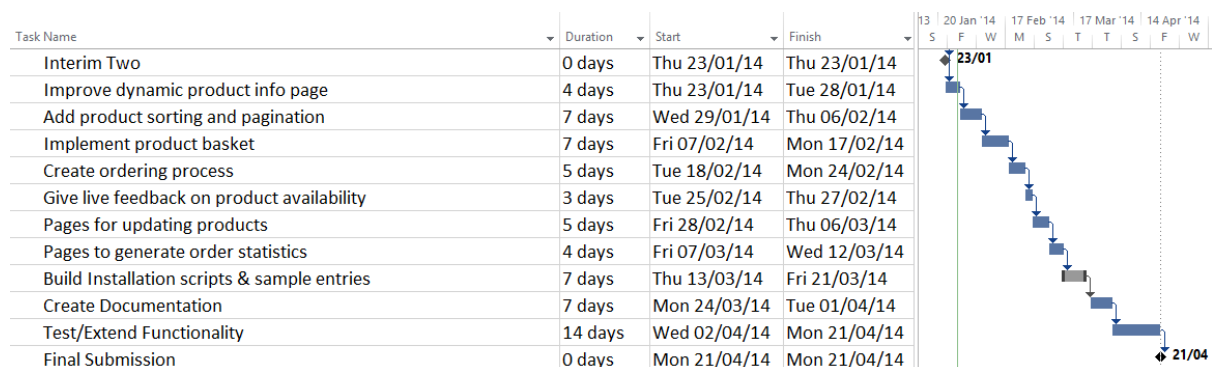 13 20 Jan '14 17 Feb '14 17 Mar '14 14 Apr '14
Task Name Duration Start Finish S F W M S T T S F W
Interim Two 0 days Thu 23/01/14 Thu 23/01/14 23/01
Improve dynamic product info page 4 days Thu 23/01/14 Tue 28/01/14
Add product sorting and pagination 7 days Wed 29/01/14 Thu 06/02/14
Implement product basket 7 days Fri 07/02/14 Mon 17/02/14
Create ordering process 5 days Tue 18/02/14 Mon 24/02/14
Give live feedback on product availability 3 days Tue 25/02/14 Thu 27/02/14
Pages for updating products 5 days Fri 28/02/14 Thu 06/03/14
Pages to generate order statistics 4 days Fri 07/03/14 Wed 12/03/14
Build Installation scripts & sample entries 7 days Thu 13/03/14 Fri 21/03/14
Create Documentation 7 days Mon 24/03/14 Tue 01/04/14
Test/Extend Functionality 14 days Wed 02/04/14 Mon 21/04/14
Final Submission 0 days Mon 21/04/14 Mon 21/04/14 21/04